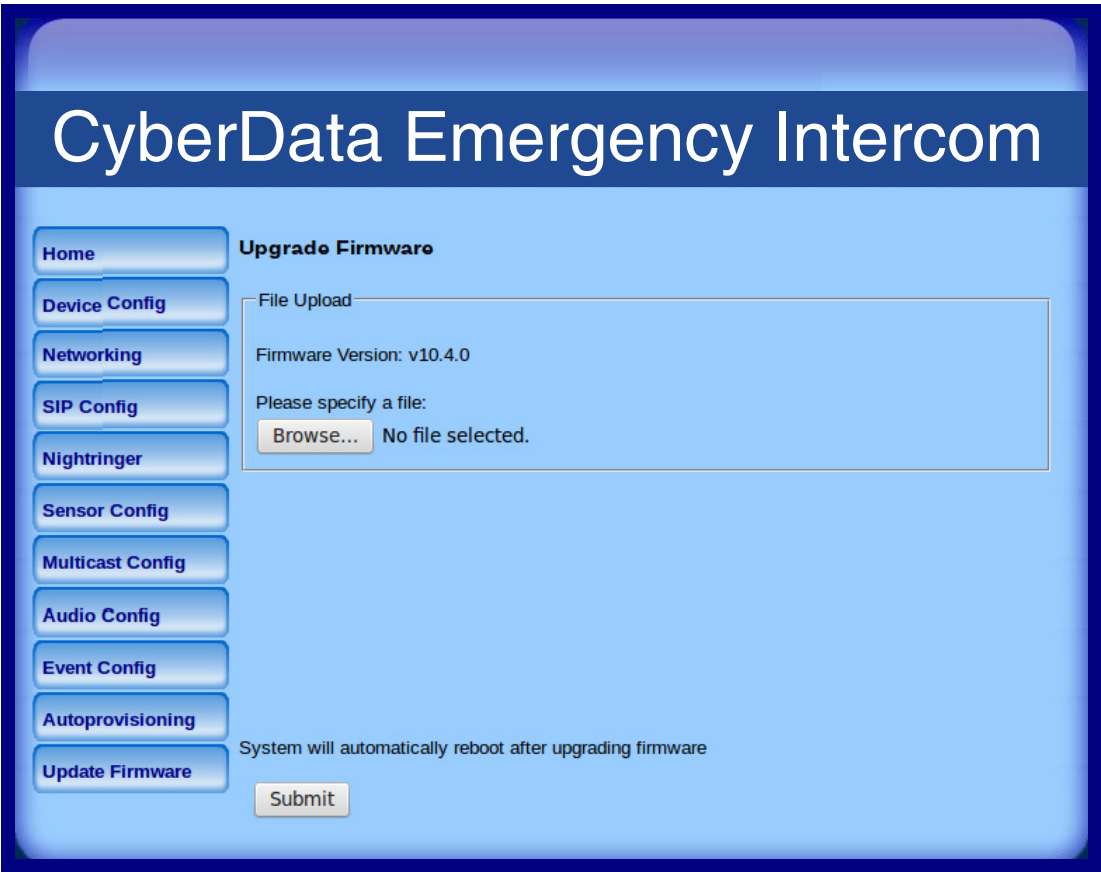 CyberData Emergency Intercom
Home
Device Config
Networking
SIP Config
Nightringer
Sensor Config
Multicast Config
Audio Config
Event Config
Autoprovisioning
Update Firmware
Upgrade Firmware
File Upload
Firmware Version: v10.4.0
Please specify a file:
Browse... No file selected.
System will automatically reboot after upgrading firmware
Submit